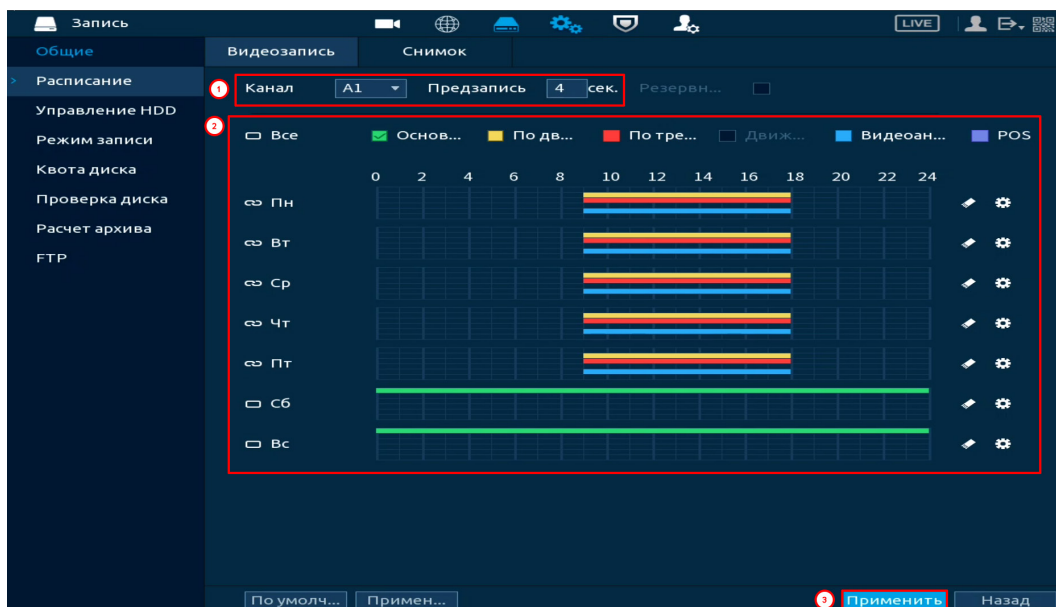 Запись LIVE
Общие Видеозапись Снимок
Расписание
1 Канал A1 Предзапись 4 сек. Резервн...
Управление HDD
2 Все Основ... По дв... По тре... Движ... Видеоан... POS
Режим записи
Квота диска
0 2 4 6 8 10 12 14 16 18 20 22 24
Проверка диска
Пн
Расчет архива
Вт
FTP
Ср
Чт
Пт
Сб
Вс
По умолч... Примен... 3 Применить Назад